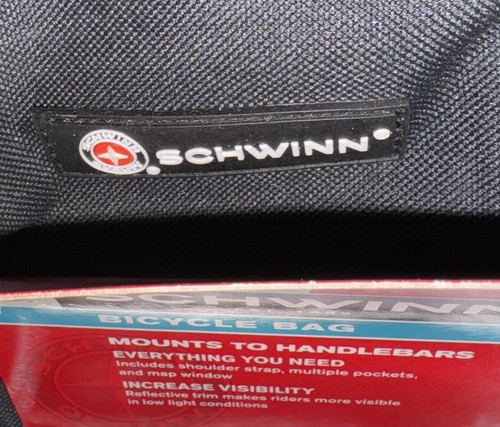 SCHWINN
SCHWINN
SCHWINN
BICYCLE BAG
MOUNTS TO HANDLEBARS
EVERYTHING YOU NEED
Includes shoulder strap, multiple pockets,
and map window
INCREASE VISIBILITY
Reflective trim makes riders more visible
in low light conditions